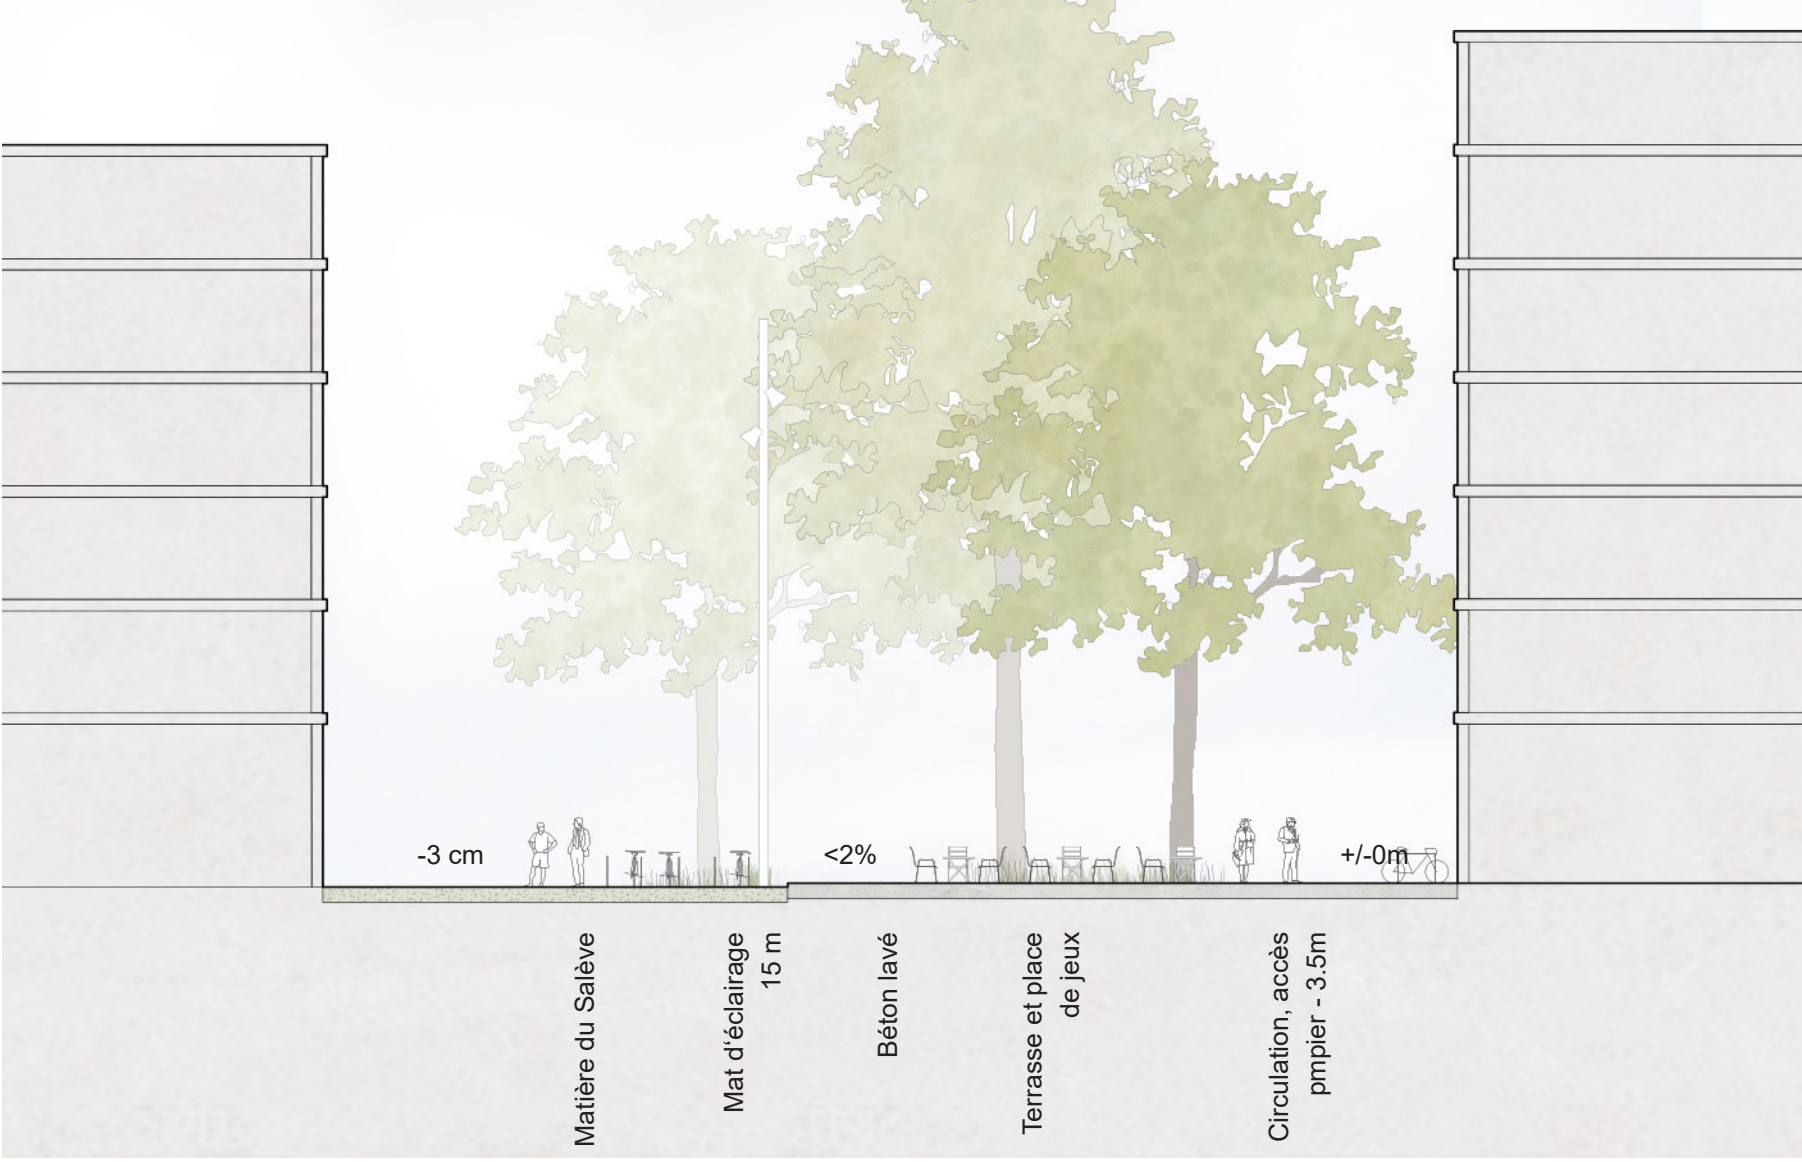 -3 cm
<2%
+/-0m
Matière du Salève
Mat d'éclairage
15 m
Béton lavé
Terrasse et place
de jeux
Circulation, accès
pmpier - 3.5m